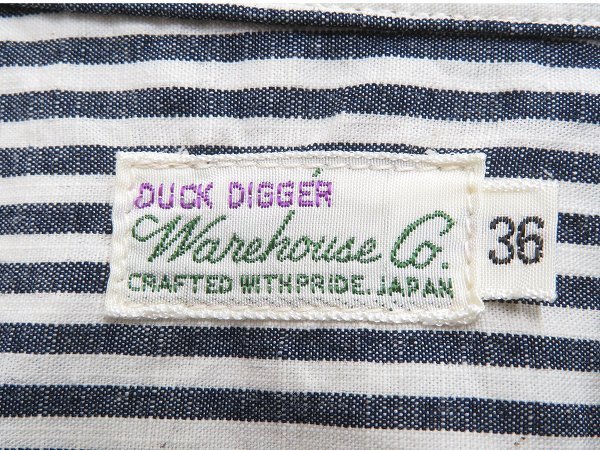 DUCK DIGGER
Warehouse Co.
CRAFTED WITH PRIDE. JAPAN
36